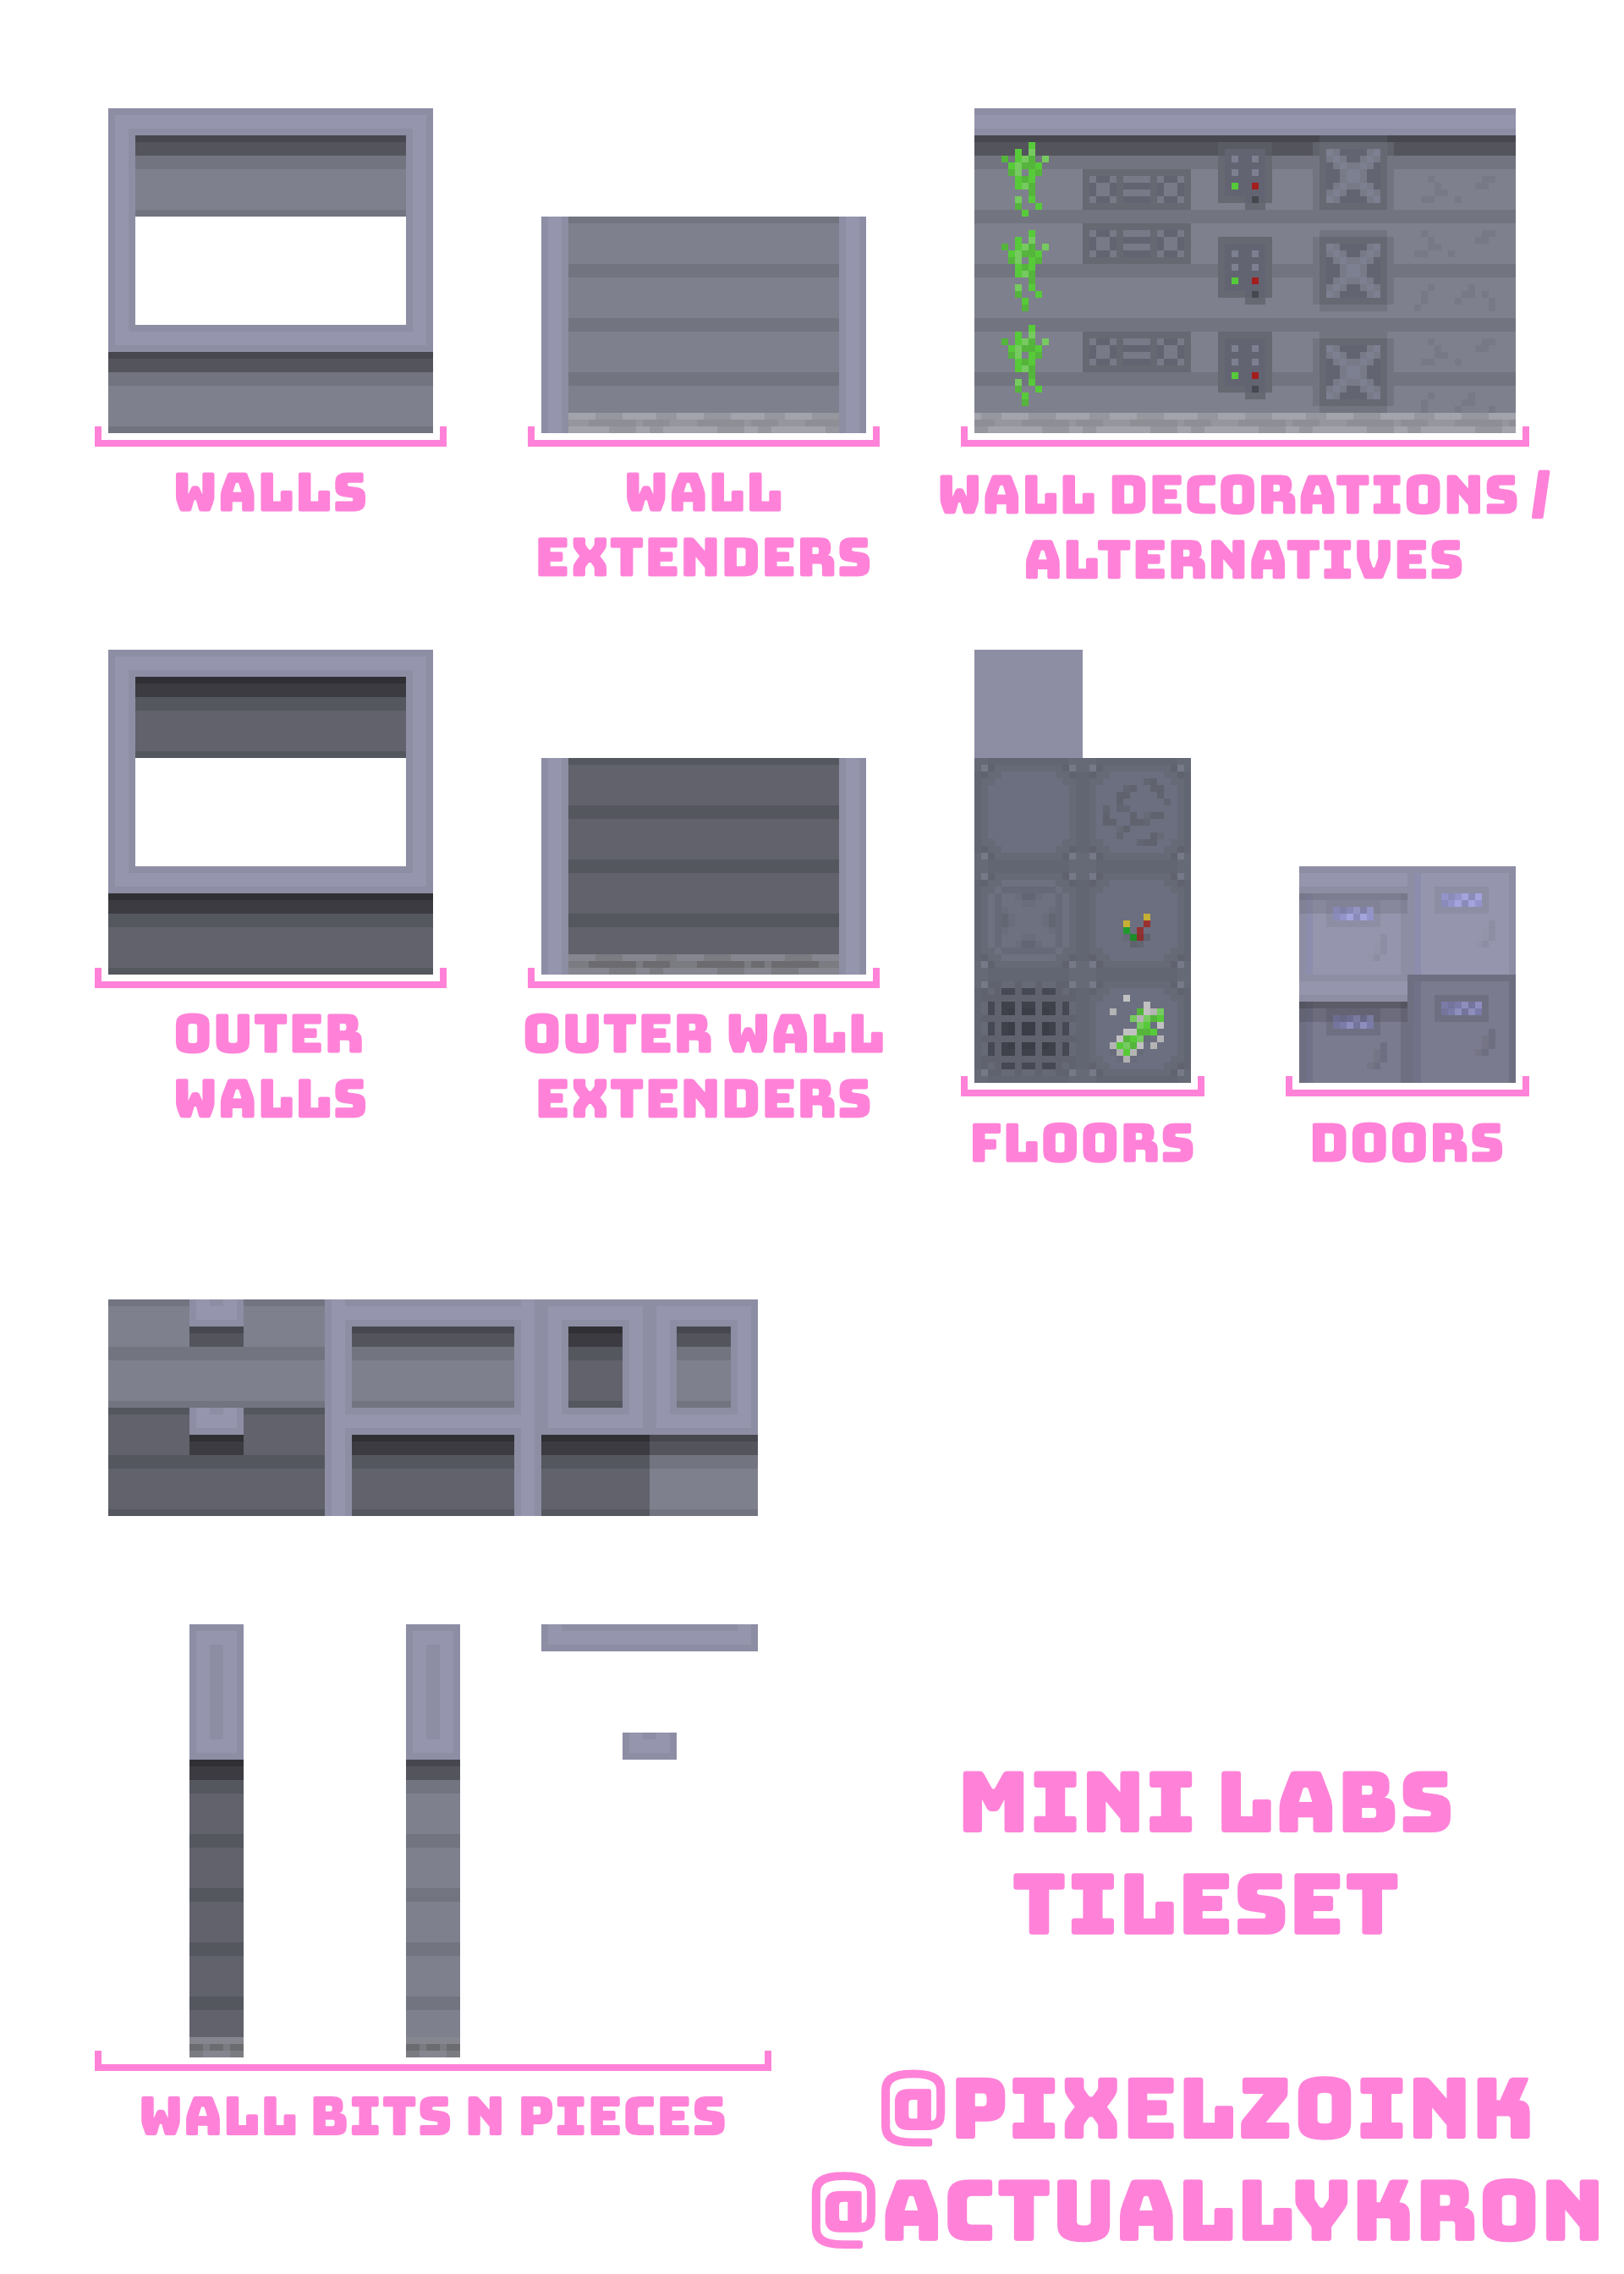 WALLS
WALL
EXTENDERS
WALL DECORATIONS /
ALTERNATIVES
OUTER
WALLS
OUTER WALL
EXTENDERS
FLOORS
DOORS
WALL BITS N PIECES
MINI LABS
TILESET
@PIXELZOINK
@ACTUALLYKRON